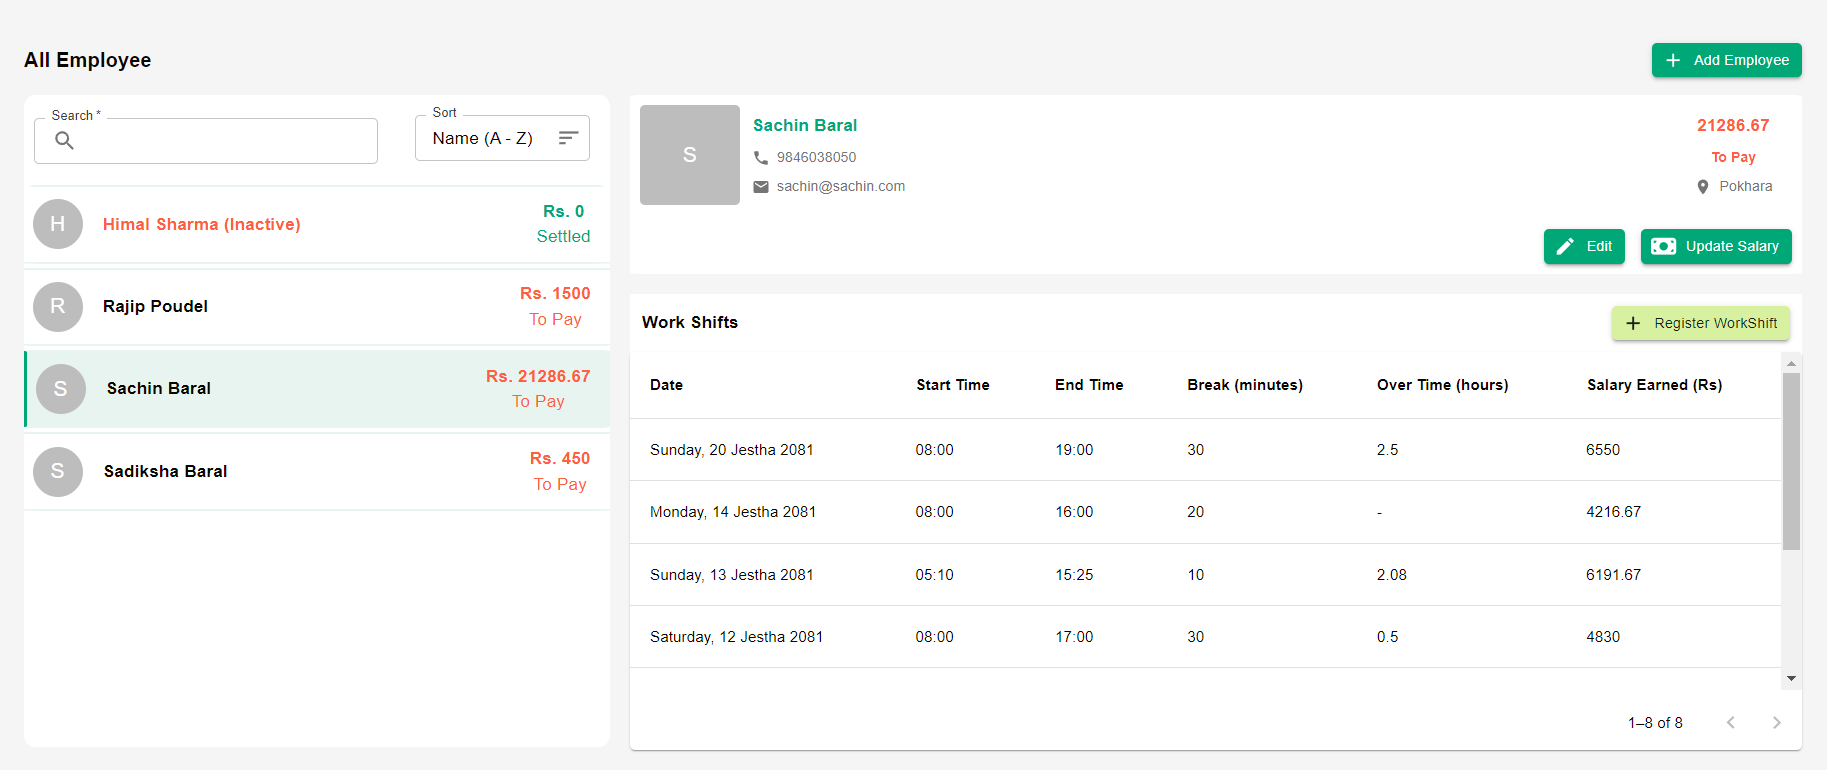 All Employee
Add Employee
Search *
Sort
Name (A - Z)
H
Himal Sharma (Inactive)
Rs. 0
Settled
R
Rajip Poudel
Rs. 1500
To Pay
S
Sachin Baral
Rs. 21286.67
To Pay
S
Sadiksha Baral
Rs. 450
To Pay
S
Sachin Baral
21286.67
9846038050
To Pay
sachin@sachin.com
Pokhara
Edit
Update Salary
Work Shifts
Register WorkShift
Date Start Time End Time Break (minutes) Over Time (hours) Salary Earned (Rs)
Sunday, 20 Jestha 2081 08:00 19:00 30 2.5 6550
Monday, 14 Jestha 2081 08:00 16:00 20 - 4216.67
Sunday, 13 Jestha 2081 05:10 15:25 10 2.08 6191.67
Saturday, 12 Jestha 2081 08:00 17:00 30 0.5 4830
1–8 of 8